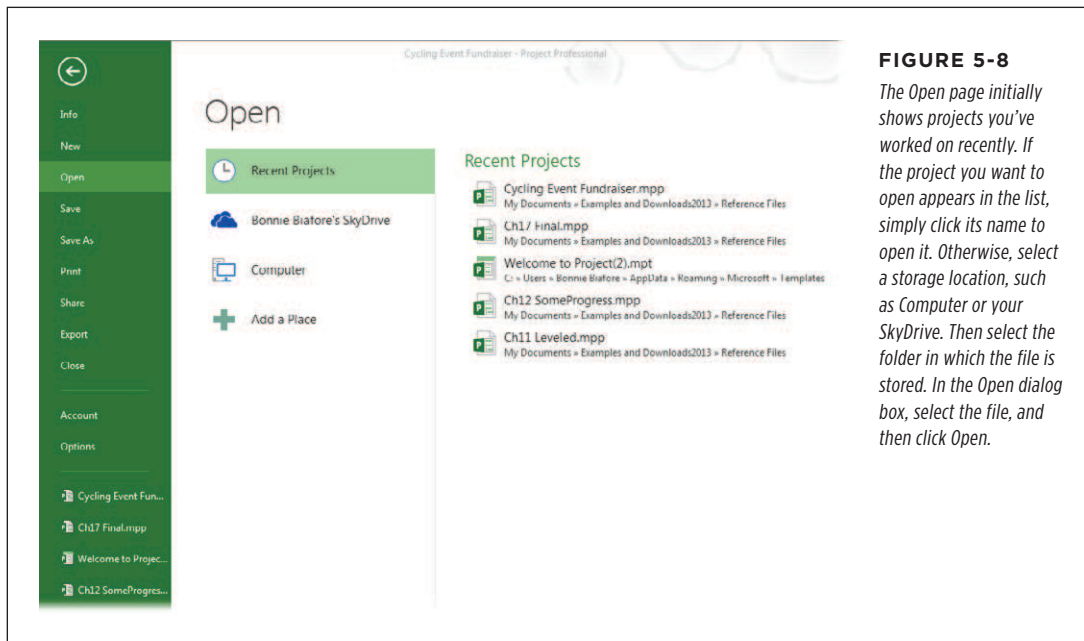 Cycling Event Fundraiser - Project Professional
Info
New
Open
Save
Save As
Print
Share
Export
Close
Account
Options
Cycling Event Fun...
Ch17 Final.mpp
Welcome to Projec...
Ch12 SomeProgres...
Open
Recent Projects
Bonnie Biafore's SkyDrive
Computer
Add a Place
Recent Projects
Cycling Event Fundraiser.mpp
My Documents » Examples and Downloads2013 » Reference Files
Ch17 Final.mpp
My Documents » Examples and Downloads2013 » Reference Files
Welcome to Project(2).mpt
C: » Users » Bonnie Biafore » AppData » Roaming » Microsoft » Templates
Ch12 SomeProgress.mpp
My Documents » Examples and Downloads2013 » Reference Files
Ch11 Leveled.mpp
My Documents » Examples and Downloads2013 » Reference Files
FIGURE 5-8
The Open page initially
shows projects you've
worked on recently. If
the project you want to
open appears in the list,
simply click its name to
open it. Otherwise, select
a storage location, such
as Computer or your
SkyDrive. Then select the
folder in which the file is
stored. In the Open dialog
box, select the file, and
then click Open.